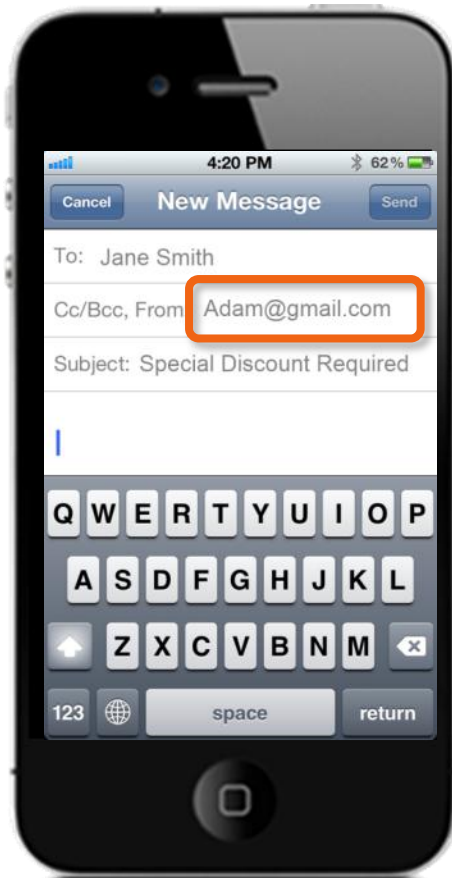 4:20 PM 62%
Cancel New Message Send
To: Jane Smith
Cc/Bcc, From Adam@gmail.com
Subject: Special Discount Required
Q W E R T Y U I O P
A S D F G H J K L
Z X C V B N M
123 space return